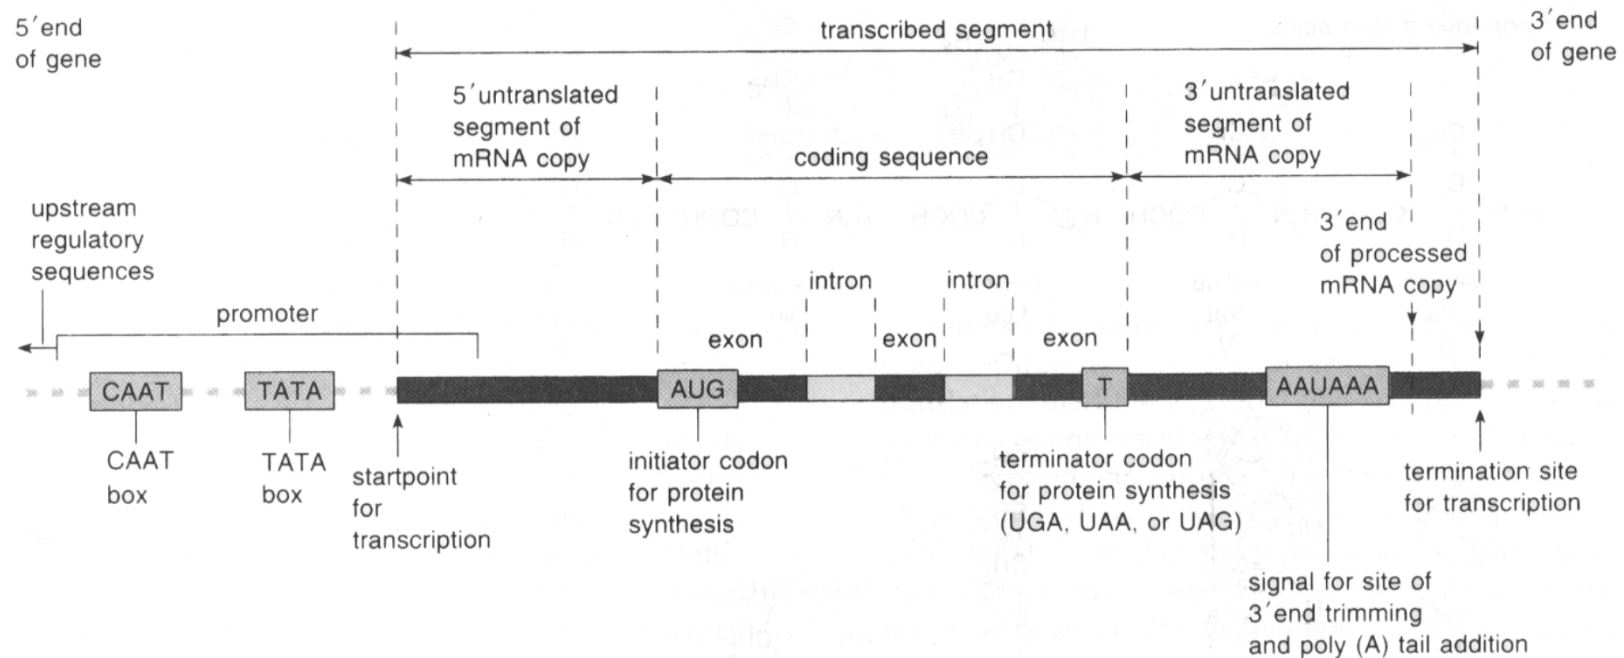 5′end
of gene
transcribed segment
3′end
of gene
5′untranslated
segment of
mRNA copy
coding sequence
3′untranslated
segment of
mRNA copy
upstream
regulatory
sequences
promoter
intron
intron
3′end
of processed
mRNA copy
exon
exon
exon
CAAT
TATA
AUG
T
AAUAAA
CAAT
box
TATA
box
startpoint
for
transcription
initiator codon
for protein
synthesis
terminator codon
for protein synthesis
(UGA, UAA, or UAG)
termination site
for transcription
signal for site of
3′end trimming
and poly (A) tail addition